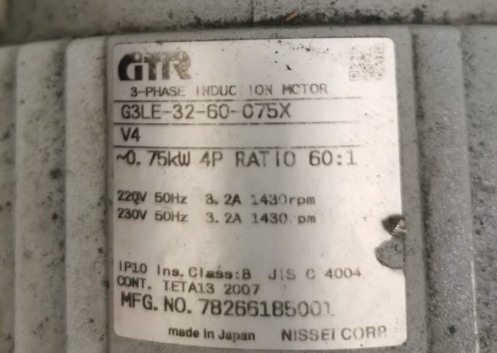 GTR
3-PHASE INDUCTION MOTOR
G3LE-32-60-075X
V4
~0.75kW 4P RATIO 60:1
220V 50Hz 3.2A 1430rpm
230V 50Hz 3.2A 1430rpm
IP10 Ins.Class:B JIS C 4004
CONT. TETA13 2007
MFG.NO.78266185001
made in Japan NISSEI CORP.